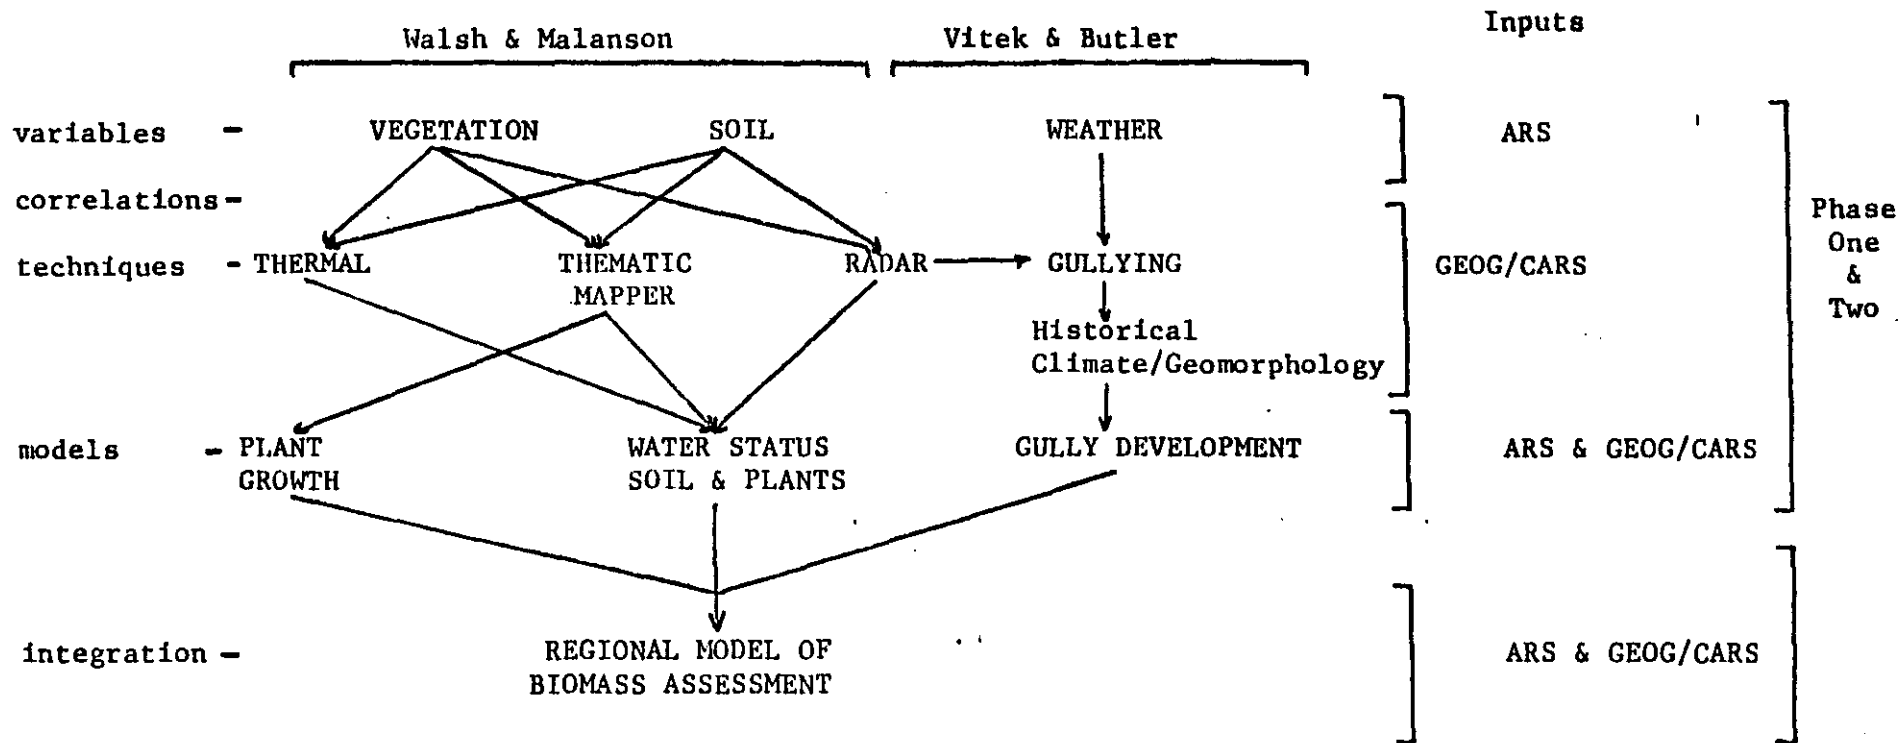 Inputs
Walsh & Malanson Vitek & Butler
variables - VEGETATION SOIL WEATHER ARS
correlations-
Phase
One
&
Two
techniques - THERMAL THEMATIC RADAR GULLYING GEOG/CARS
MAPPER
Historical
Climate/Geomorphology
models - PLANT WATER STATUS GULLY DEVELOPMENT ARS & GEOG/CARS
GROWTH SOIL & PLANTS
integration - REGIONAL MODEL OF ARS & GEOG/CARS
BIOMASS ASSESSMENT